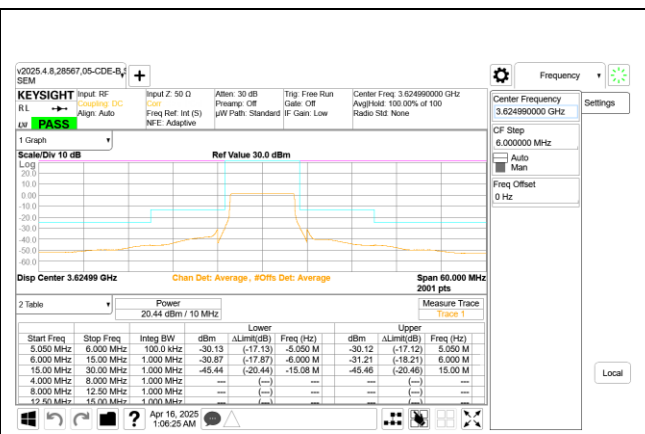 v2025.4.8,28567,05-CDE-B,S
SEM
Frequency
KEYSIGHT Input: RF Input Z: 50 Ω Atten: 30 dB Trig: Free Run Center Freq: 3.624990000 GHz
RL Coupling: DC Corr Preamp: Off Gate: Off Avg|Hold: 100.00% of 100
Align: Auto Freq Ref: Int (S) µW Path: Standard IF Gain: Low Radio Std: None
LXI PASS NFE: Adaptive
Center Frequency
3.624990000 GHz
Settings
CF Step
6.000000 MHz
Auto
Man
Freq Offset
0 Hz
1 Graph
Scale/Div 10 dB Ref Value 30.0 dBm
Log
20.0
10.0
0.00
-10.0
-20.0
-30.0
-40.0
-50.0
-60.0
Disp Center 3.62499 GHz Chan Det: Average , #Offs Det: Average Span 60.000 MHz
2001 pts
2 Table Power Measure Trace
20.44 dBm / 10 MHz Trace 1
Lower Upper
Start Freq Stop Freq Integ BW dBm ΔLimit(dB) Freq (Hz) dBm ΔLimit(dB) Freq (Hz)
5.050 MHz 6.000 MHz 100.0 kHz -30.13 (-17.13) -5.050 M -30.12 (-17.12) 5.050 M
6.000 MHz 15.00 MHz 1.000 MHz -30.87 (-17.87) -6.000 M -31.21 (-18.21) 6.000 M
15.00 MHz 30.00 MHz 1.000 MHz -45.44 (-20.44) -15.08 M -45.46 (-20.46) 15.00 M
4.000 MHz 8.000 MHz 1.000 MHz --- (---) --- --- (---) ---
8.000 MHz 12.50 MHz 1.000 MHz --- (---) --- --- (---) ---
12.50 MHz 15.00 MHz 1.000 MHz --- (---) --- --- (---) ---
Local
? Apr 16, 2025
1:06:25 AM